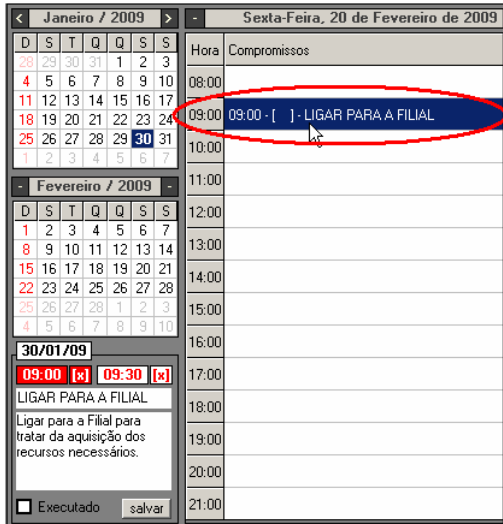 < Janeiro / 2009 >
D S T Q Q S S
28 29 30 31 1 2 3
4 5 6 7 8 9 10
11 12 13 14 15 16 17
18 19 20 21 22 23 24
25 26 27 28 29 30 31
1 2 3 4 5 6 7
- Fevereiro / 2009 -
D S T Q Q S S
1 2 3 4 5 6 7
8 9 10 11 12 13 14
15 16 17 18 19 20 21
22 23 24 25 26 27 28
25 26 27 28 1 2 3
4 5 6 7 8 9 10
30/01/09
09:00 [x] 09:30 [x]
LIGAR PARA A FILIAL
Ligar para a Filial para
tratar da aquisição dos
recursos necessários.
Executado salvar
- Sexta-Feira, 20 de Fevereiro de 2009
Hora Compromissos
08:00
09:00 09:00 - [ ] - LIGAR PARA A FILIAL
10:00
11:00
12:00
13:00
14:00
15:00
16:00
17:00
18:00
19:00
20:00
21:00